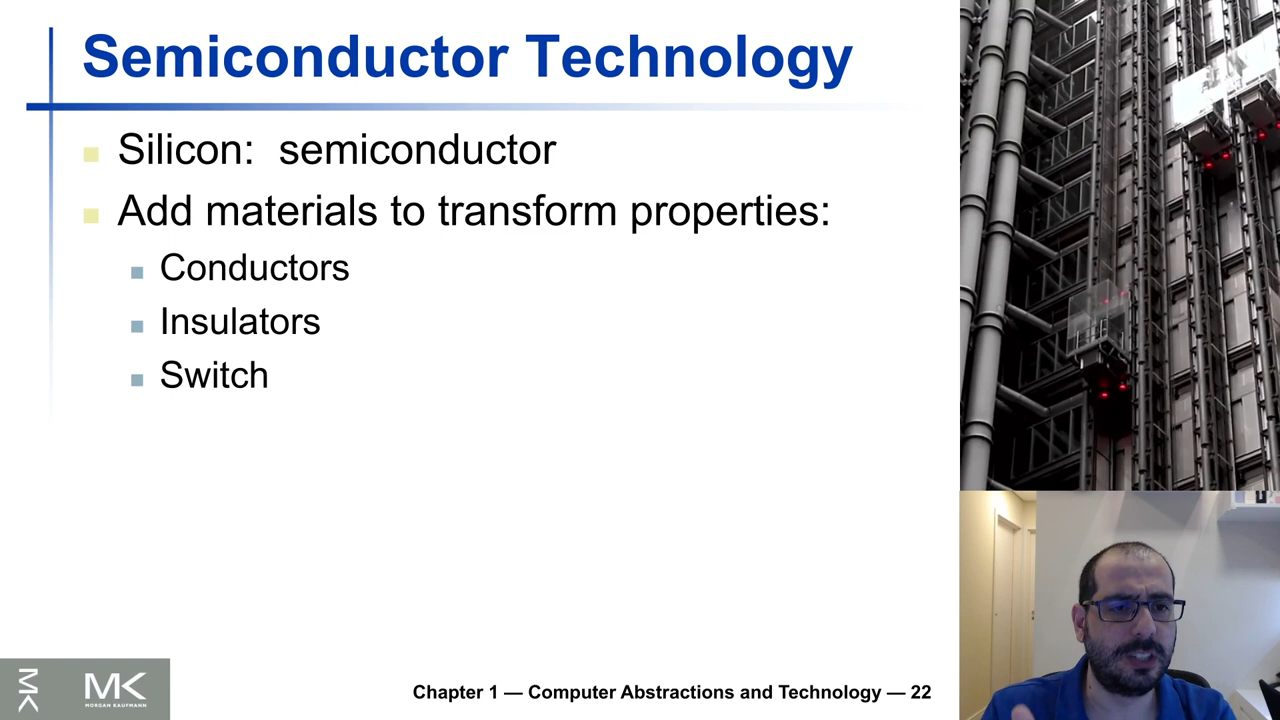 Semiconductor Technology
Silicon: semiconductor
Add materials to transform properties:
Conductors
Insulators
Switch
MK
MK
MORGAN KAUFMANN
Chapter 1 — Computer Abstractions and Technology — 22